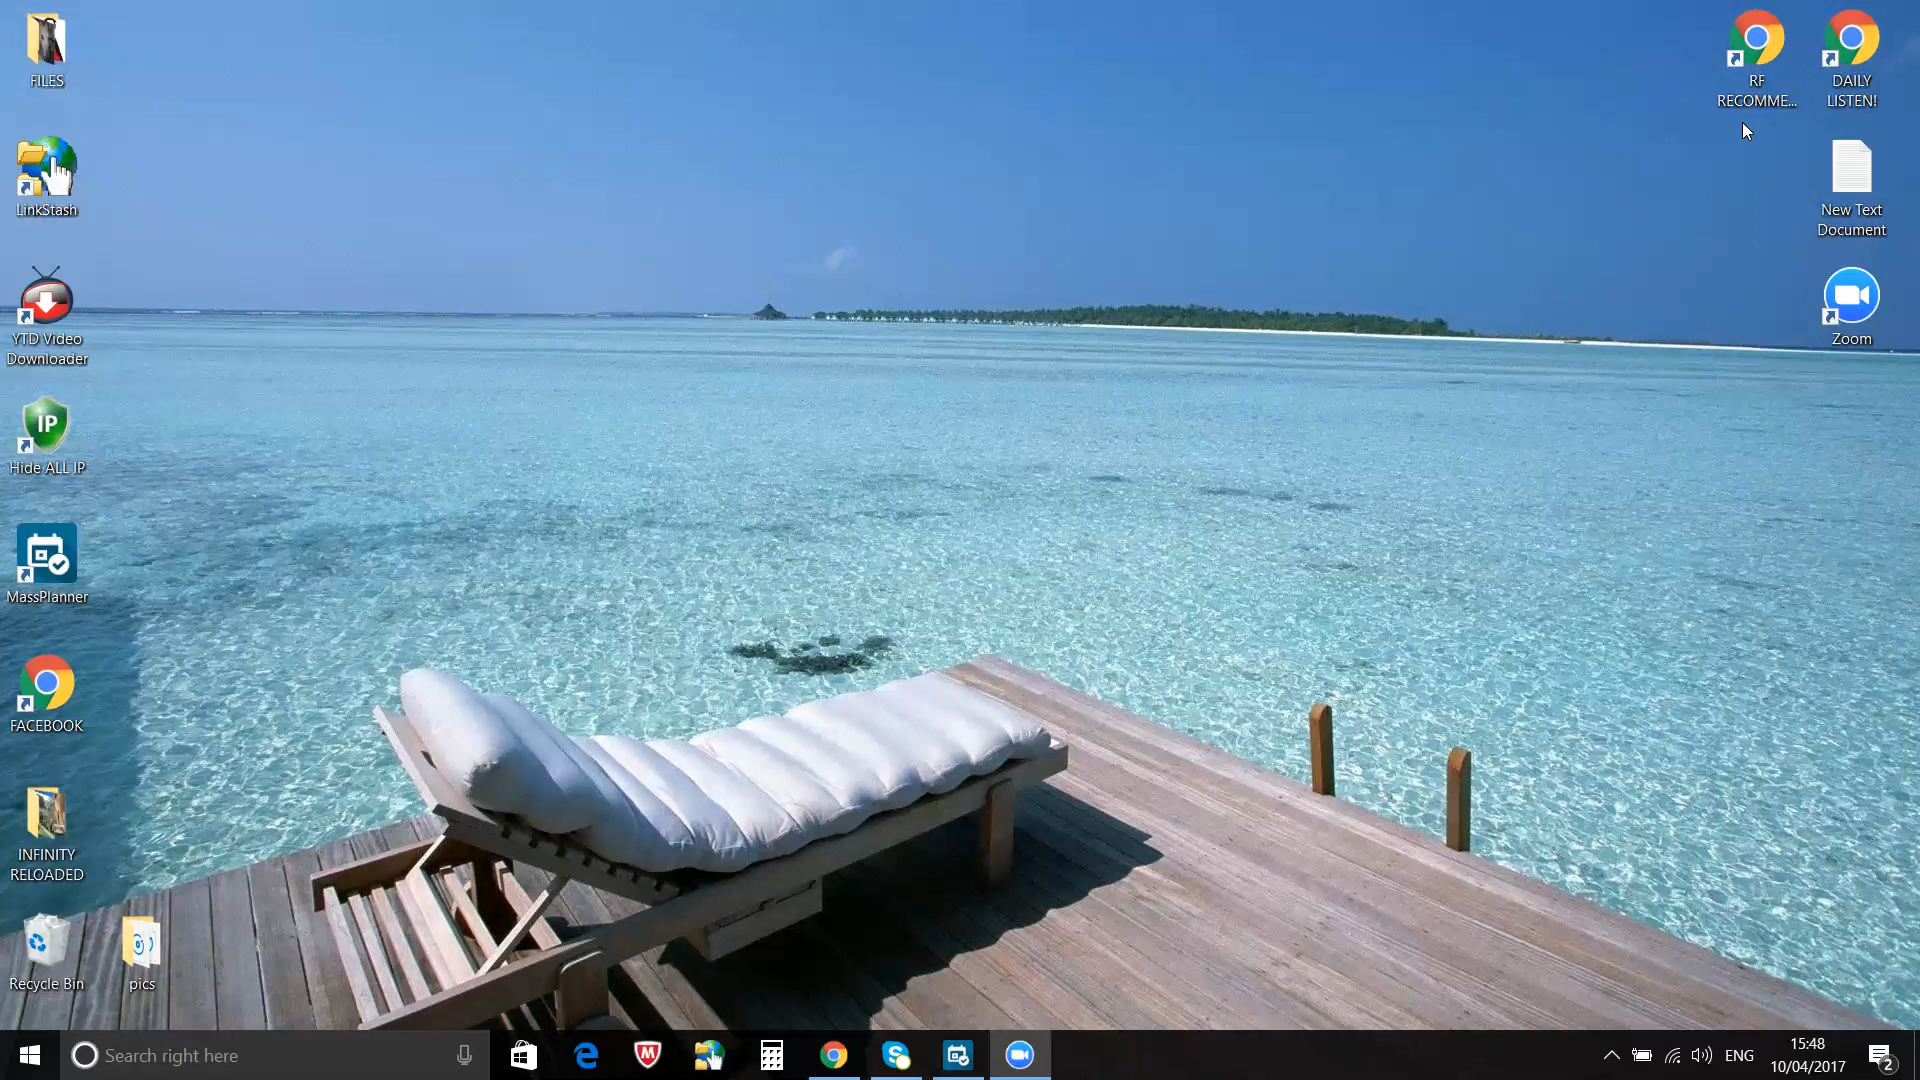 FILES
LinkStash
YTD Video
Downloader
IP
Hide ALL IP
MassPlanner
FACEBOOK
INFINITY
RELOADED
Recycle Bin
pics
RF
RECOMME...
DAILY
LISTEN!
New Text
Document
Zoom
Search right here
ENG
15:48
10/04/2017
2